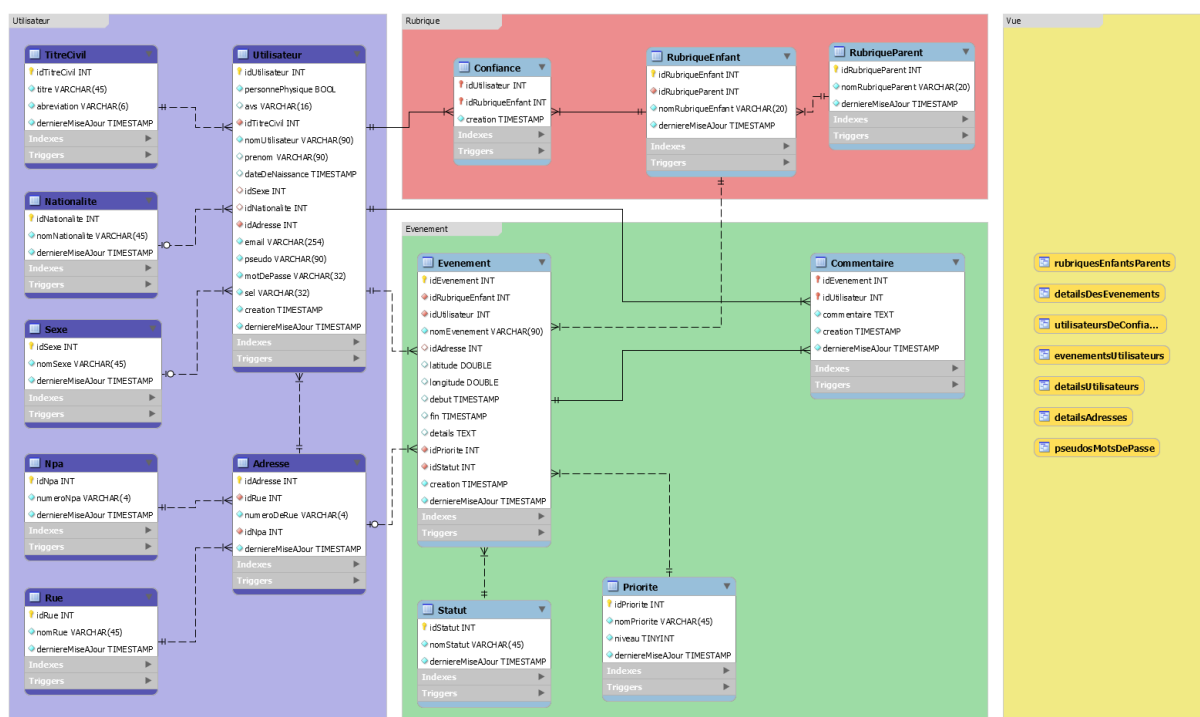 Utilisateur
TitreCivil
idTitreCivil INT
titre VARCHAR(45)
abreviation VARCHAR(6)
derniereMiseAJour TIMESTAMP
Indexes
Triggers
Nationalite
idNationalite INT
nomNationalite VARCHAR(45)
derniereMiseAJour TIMESTAMP
Indexes
Triggers
Sexe
idSexe INT
nomSexe VARCHAR(45)
derniereMiseAJour TIMESTAMP
Indexes
Triggers
Npa
idNpa INT
numeroNpa VARCHAR(4)
derniereMiseAJour TIMESTAMP
Indexes
Triggers
Rue
idRue INT
nomRue VARCHAR(45)
derniereMiseAJour TIMESTAMP
Indexes
Triggers
Utilisateur
idUtilisateur INT
personnePhysique BOOL
avs VARCHAR(16)
idTitreCivil INT
nomUtilisateur VARCHAR(90)
prenom VARCHAR(90)
dateDeNaissance TIMESTAMP
idSexe INT
idNationalite INT
idAdresse INT
email VARCHAR(254)
pseudo VARCHAR(90)
motDePasse VARCHAR(32)
sel VARCHAR(32)
creation TIMESTAMP
derniereMiseAJour TIMESTAMP
Indexes
Triggers
Adresse
idAdresse INT
idRue INT
numeroDeRue VARCHAR(4)
idNpa INT
derniereMiseAJour TIMESTAMP
Indexes
Triggers
Rubrique
Confiance
idUtilisateur INT
idRubriqueEnfant INT
creation TIMESTAMP
Indexes
Triggers
RubriqueEnfant
idRubriqueEnfant INT
idRubriqueParent INT
nomRubriqueEnfant VARCHAR(20)
derniereMiseAJour TIMESTAMP
Indexes
Triggers
RubriqueParent
idRubriqueParent INT
nomRubriqueParent VARCHAR(20)
derniereMiseAJour TIMESTAMP
Indexes
Triggers
Evenement
Evenement
idEvenement INT
idRubriqueEnfant INT
idUtilisateur INT
nomEvenement VARCHAR(90)
idAdresse INT
latitude DOUBLE
longitude DOUBLE
debut TIMESTAMP
fin TIMESTAMP
details TEXT
idPriorite INT
idStatut INT
creation TIMESTAMP
derniereMiseAJour TIMESTAMP
Indexes
Triggers
Commentaire
idEvenement INT
idUtilisateur INT
commentaire TEXT
creation TIMESTAMP
derniereMiseAJour TIMESTAMP
Indexes
Triggers
Statut
idStatut INT
nomStatut VARCHAR(45)
derniereMiseAJour TIMESTAMP
Indexes
Triggers
Priorite
idPriorite INT
nomPriorite VARCHAR(45)
niveau TINYINT
derniereMiseAJour TIMESTAMP
Indexes
Triggers
Vue
rubriquesEnfantsParents
detailsDesEvenements
utilisateursDeConfia...
evenementsUtilisateurs
detailsUtilisateurs
detailsAdresses
pseudosMotsDePasse